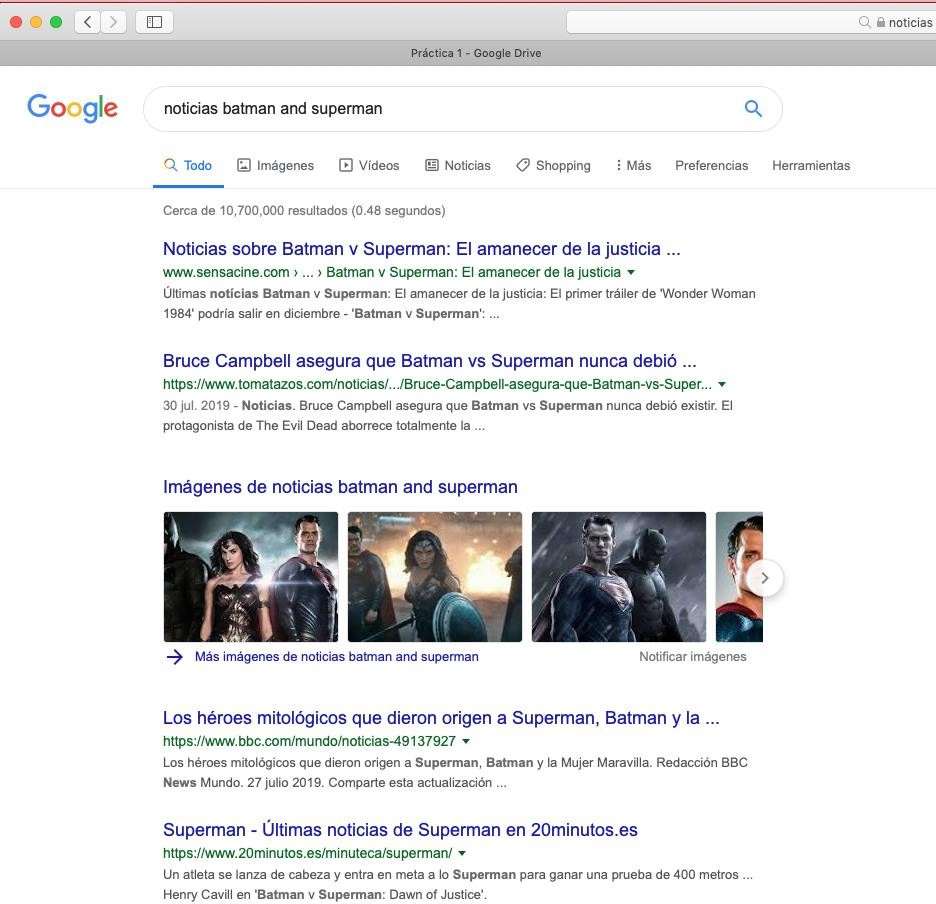 noticias
Práctica 1 - Google Drive
Google
noticias batman and superman
Todo Imágenes Vídeos Noticias Shopping Más Preferencias Herramientas
Cerca de 10,700,000 resultados (0.48 segundos)
Noticias sobre Batman v Superman: El amanecer de la justicia ...
www.sensacine.com › ... › Batman v Superman: El amanecer de la justicia
Últimas notícias Batman v Superman: El amanecer de la justicia: El primer tráiler de 'Wonder Woman
1984' podría salir en diciembre - 'Batman v Superman': ...
Bruce Campbell asegura que Batman vs Superman nunca debió ...
https://www.tomatazos.com/noticias/.../Bruce-Campbell-asegura-que-Batman-vs-Super...
30 jul. 2019 - Noticias. Bruce Campbell asegura que Batman vs Superman nunca debió existir. El
protagonista de The Evil Dead aborrece totalmente la ...
Imágenes de noticias batman and superman
Más imágenes de noticias batman and superman Notificar imágenes
Los héroes mitológicos que dieron origen a Superman, Batman y la ...
https://www.bbc.com/mundo/noticias-49137927
Los héroes mitológicos que dieron origen a Superman, Batman y la Mujer Maravilla. Redacción BBC
News Mundo. 27 julio 2019. Comparte esta actualización ...
Superman - Últimas noticias de Superman en 20minutos.es
https://www.20minutos.es/minuteca/superman/
Un atleta se lanza de cabeza y entra en meta a lo Superman para ganar una prueba de 400 metros ...
Henry Cavill en 'Batman v Superman: Dawn of Justice'.